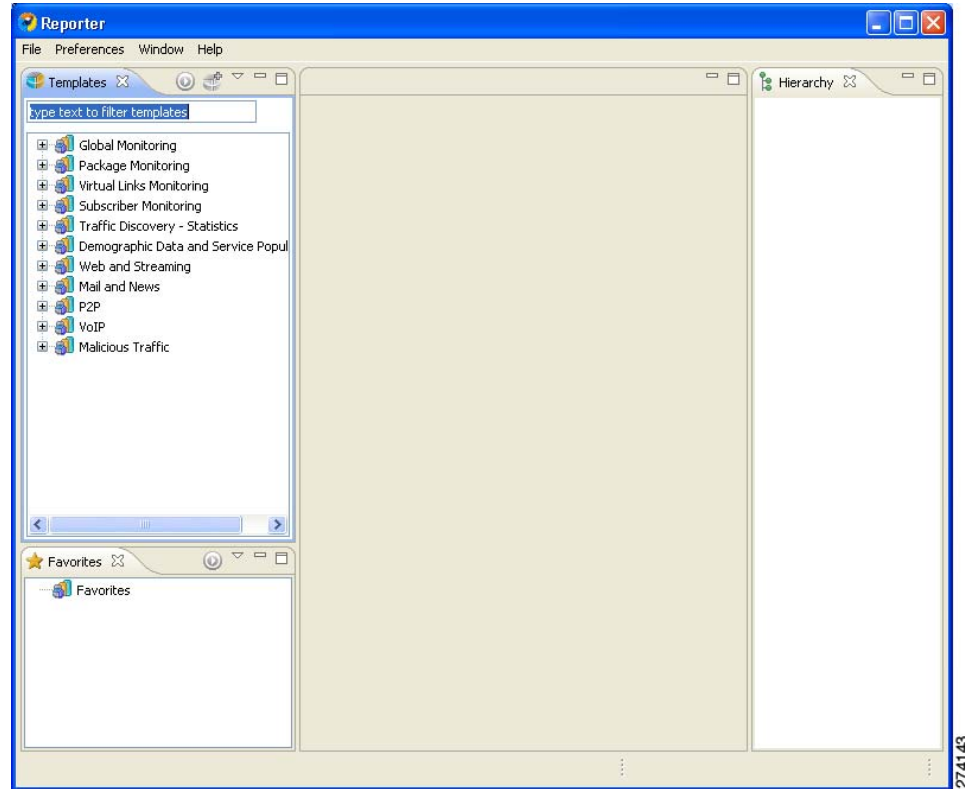 Reporter
File Preferences Window Help
Templates
type text to filter templates
Global Monitoring
Package Monitoring
Virtual Links Monitoring
Subscriber Monitoring
Traffic Discovery - Statistics
Demographic Data and Service Popul
Web and Streaming
Mail and News
P2P
VoIP
Malicious Traffic
Favorites
Favorites
Hierarchy
274143